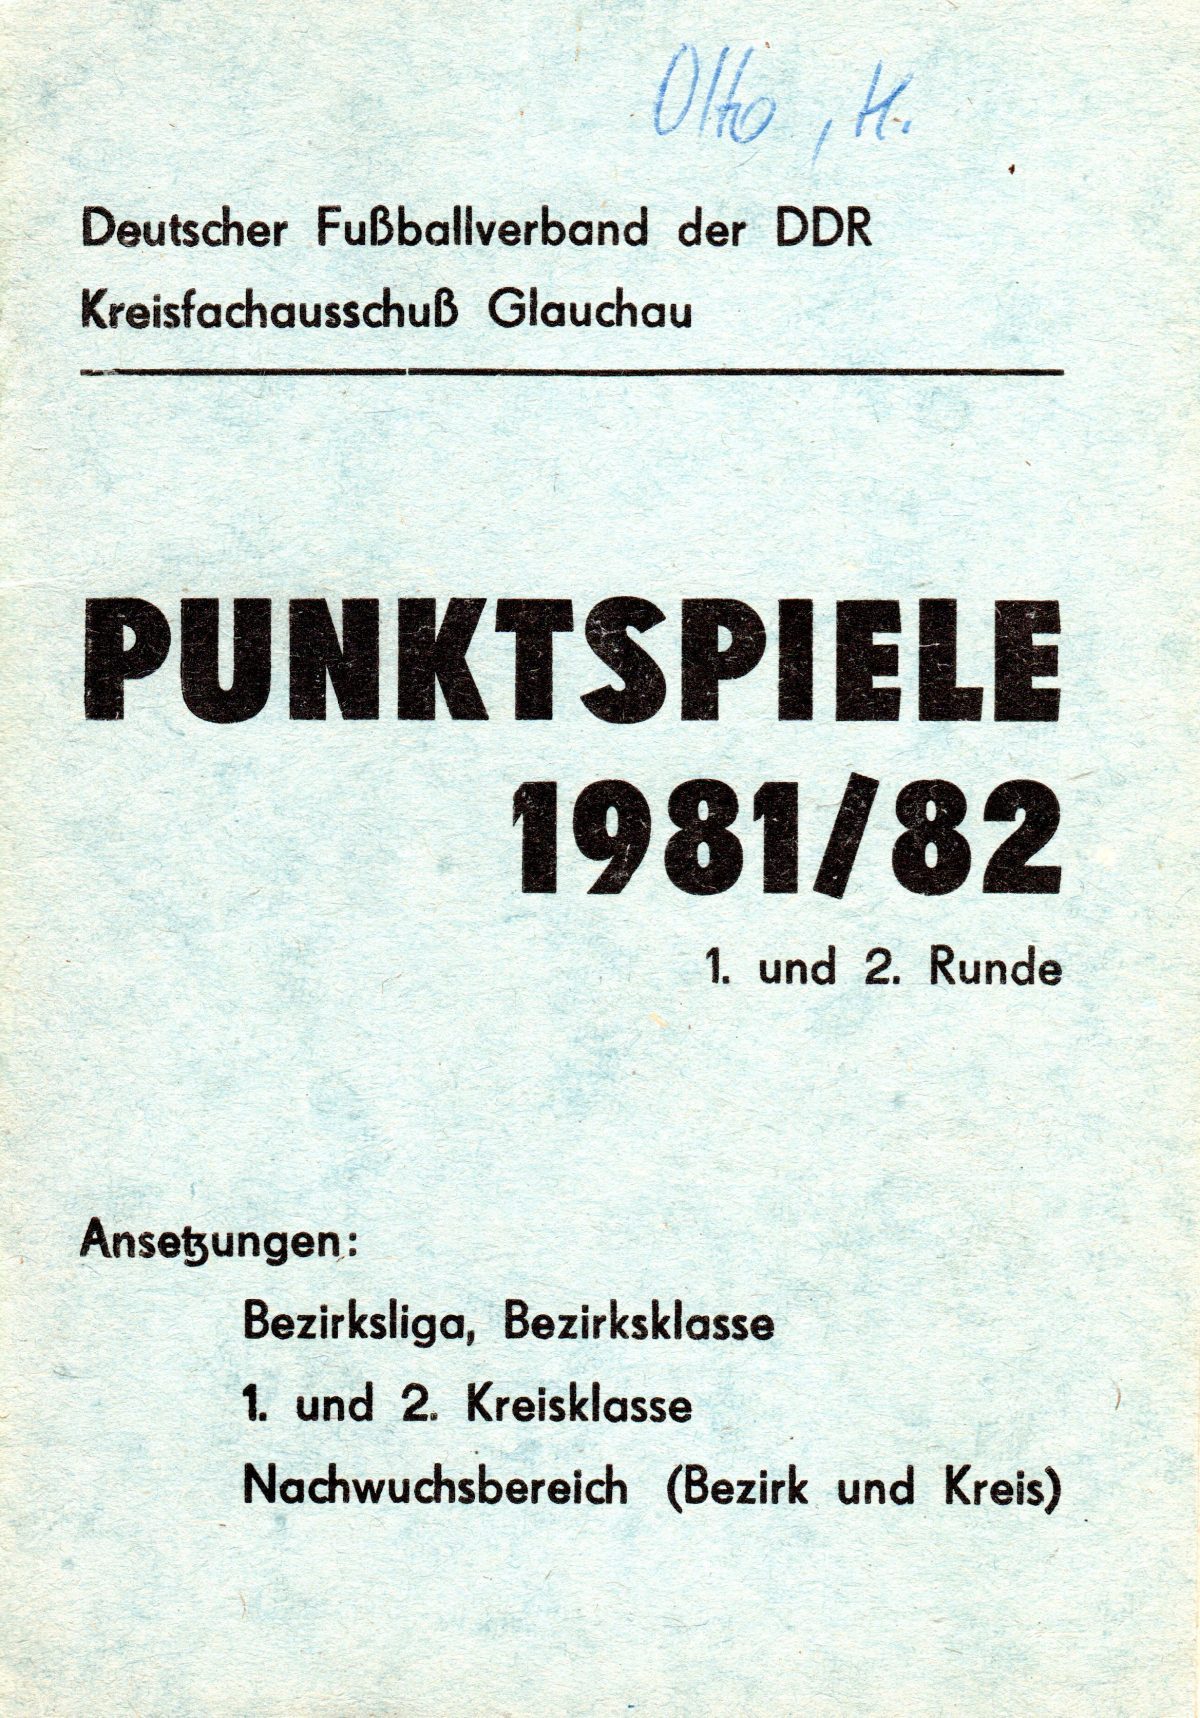 Otto, H.
Deutscher Fußballverband der DDR
Kreisfachausschuß Glauchau
PUNKTSPIELE
1981/82
1. und 2. Runde
Ansetzungen:
Bezirksliga, Bezirksklasse
1. und 2. Kreisklasse
Nachwuchsbereich (Bezirk und Kreis)